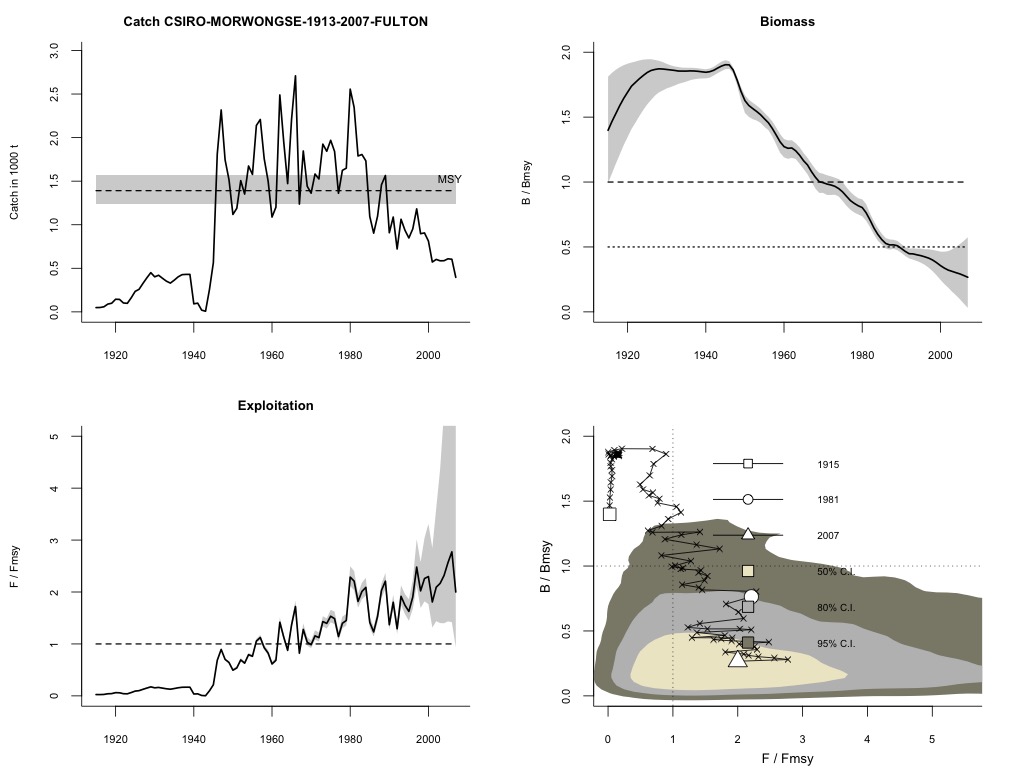 Catch CSIRO-MORWONGSE-1913-2007-FULTON
Catch in 1000 t
0.0 0.5 1.0 1.5 2.0 2.5 3.0
MSY
1920 1940 1960 1980 2000
Biomass
B / Bmsy
0.0 0.5 1.0 1.5 2.0
1920 1940 1960 1980 2000
Exploitation
F / Fmsy
0 1 2 3 4 5
1920 1940 1960 1980 2000
B / Bmsy
0.0 0.5 1.0 1.5 2.0
1915
1981
2007
50% C.I.
80% C.I.
95% C.I.
0 1 2 3 4 5
F / Fmsy